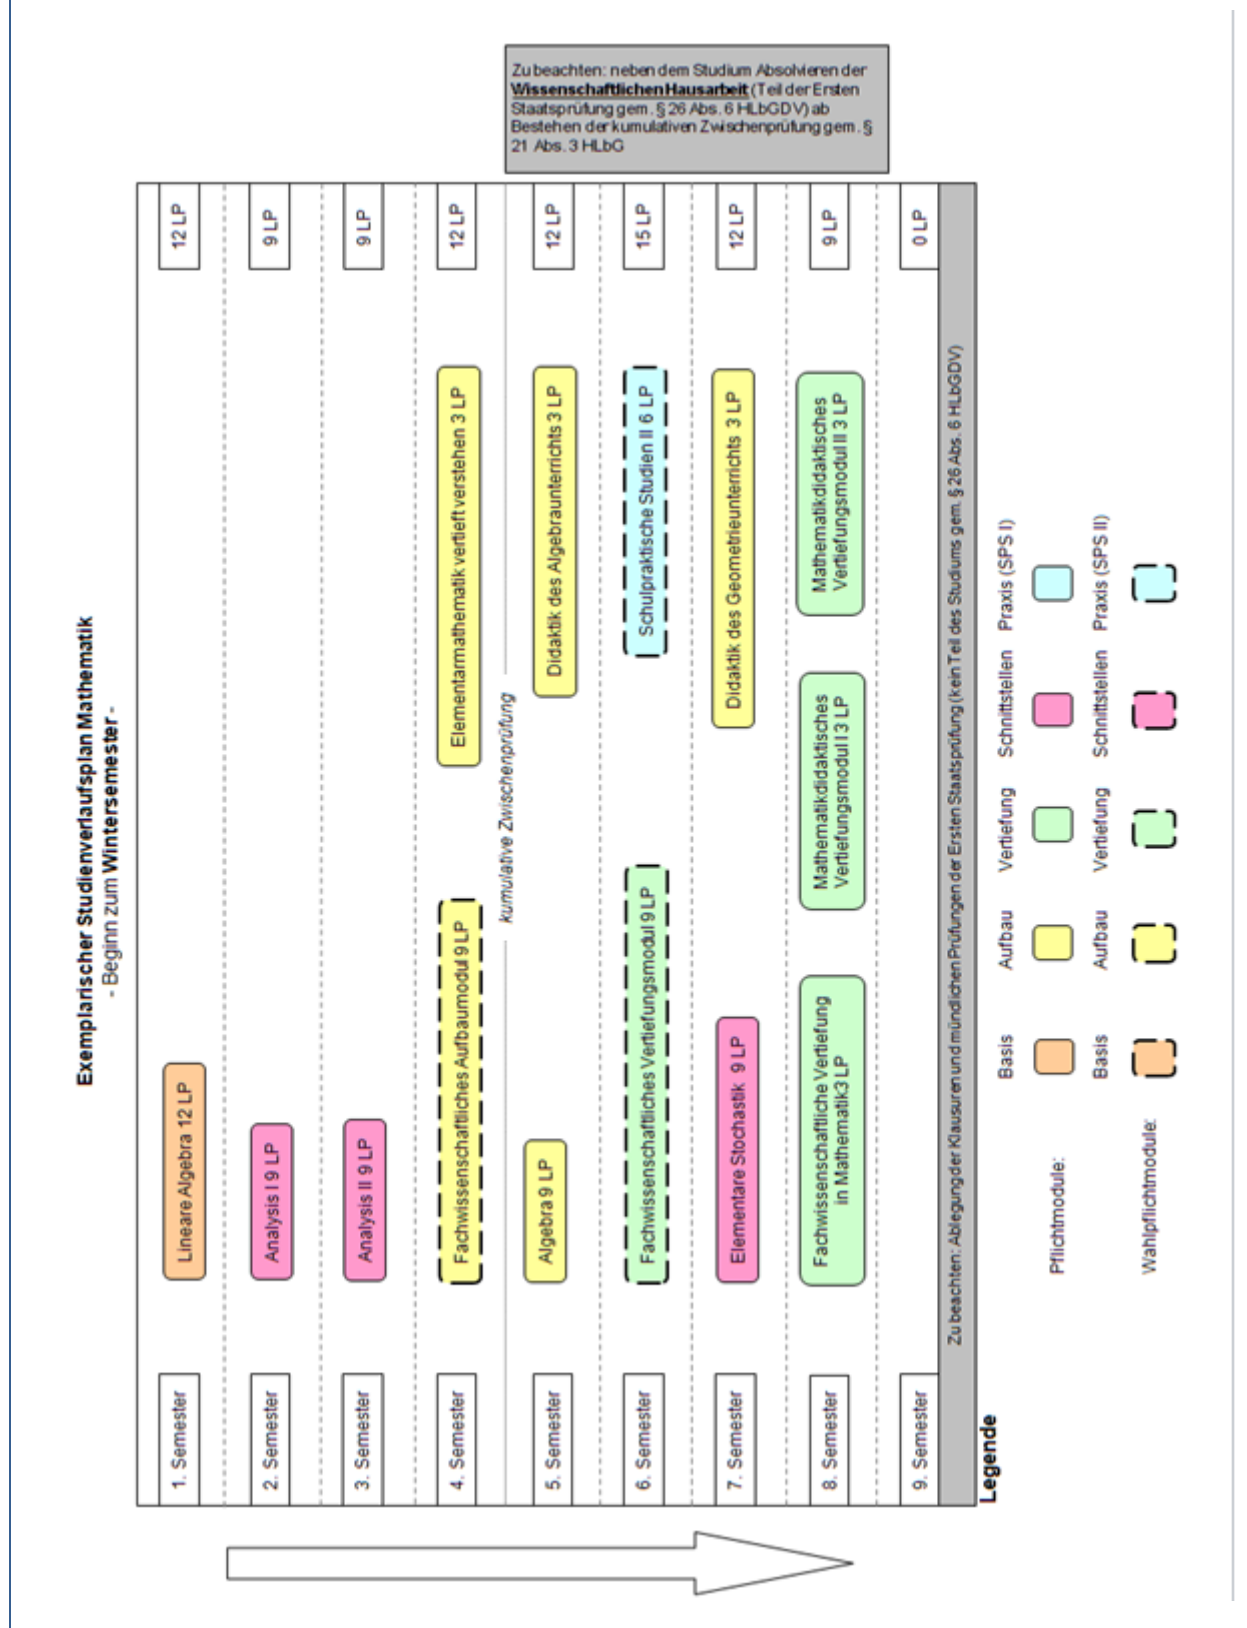 Exemplarischer Studienverlaufsplan Mathematik
- Beginn zum Wintersemester -
Zu beachten: neben dem Studium Absolvieren der
Wissenschaftlichen Hausarbeit (Teil der Ersten
Staatsprüfung gem. § 26 Abs. 6 HLbGDV) ab
Bestehen der kumulativen Zwischenprüfung gem. §
21 Abs. 3 HLbG
1. Semester
Lineare Algebra 12 LP
12 LP
2. Semester
Analysis I 9 LP
9 LP
3. Semester
Analysis II 9 LP
9 LP
4. Semester
Fachwissenschaftliches Aufbaumodul 9 LP
Elementarmathematik vertieft verstehen 3 LP
12 LP
kumulative Zwischenprüfung
5. Semester
Algebra 9 LP
Didaktik des Algebraunterrichts 3 LP
12 LP
6. Semester
Fachwissenschaftliches Vertiefungsmodul 9 LP
Schulpraktische Studien II 6 LP
15 LP
7. Semester
Elementare Stochastik 9 LP
Didaktik des Geometrieunterrichts 3 LP
12 LP
8. Semester
Fachwissenschaftliche Vertiefung
in Mathematik3 LP
Mathematikdidaktisches
Vertiefungsmodul I 3 LP
Mathematikdidaktisches
Vertiefungsmodul II 3 LP
9 LP
9. Semester
0 LP
Zu beachten: Ablegung der Klausuren und mündlichen Prüfungen der Ersten Staatsprüfung (kein Teil des Studiums gem. § 26 Abs. 6 HLbGDV)
Legende
Pflichtmodule:
Basis
Aufbau
Vertiefung
Schnittstellen
Praxis (SPS I)
Wahlpflichtmodule:
Basis
Aufbau
Vertiefung
Schnittstellen
Praxis (SPS II)